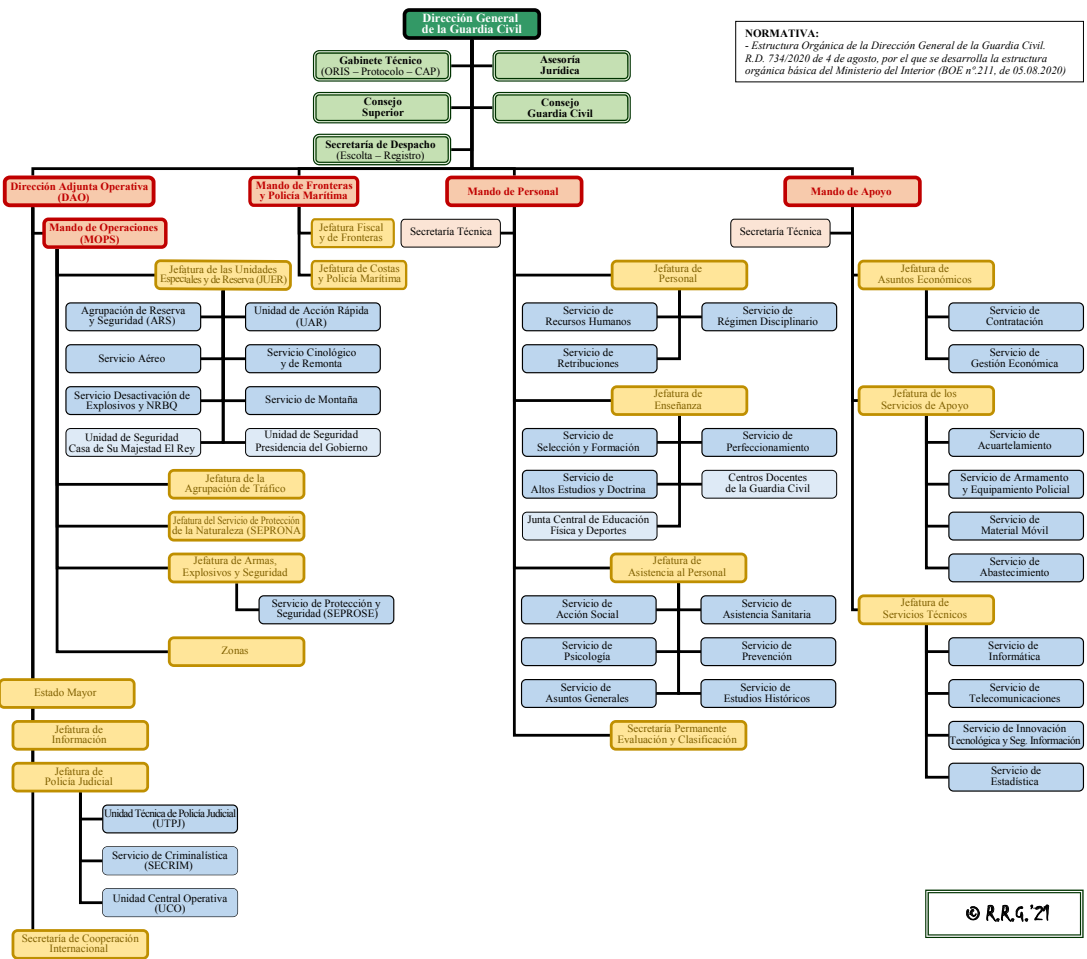 Dirección General
de la Guardia Civil
NORMATIVA:
- Estructura Orgánica de la Dirección General de la Guardia Civil.
R.D. 734/2020 de 4 de agosto, por el que se desarrolla la estructura
orgánica básica del Ministerio del Interior (BOE nº.211, de 05.08.2020)
Gabinete Técnico
(ORIS – Protocolo – CAP)
Asesoría
Jurídica
Consejo
Superior
Consejo
Guardia Civil
Secretaría de Despacho
(Escolta – Registro)
Dirección Adjunta Operativa
(DAO)
Mando de Operaciones
(MOPS)
Jefatura de las Unidades
Especiales y de Reserva (JUER)
Agrupación de Reserva
y Seguridad (ARS)
Unidad de Acción Rápida
(UAR)
Servicio Aéreo
Servicio Cinológico
y de Remonta
Servicio Desactivación de
Explosivos y NRBQ
Servicio de Montaña
Unidad de Seguridad
Casa de Su Majestad El Rey
Unidad de Seguridad
Presidencia del Gobierno
Jefatura de la
Agrupación de Tráfico
Jefatura del Servicio de Protección
de la Naturaleza (SEPRONA
Jefatura de Armas,
Explosivos y Seguridad
Servicio de Protección y
Seguridad (SEPROSE)
Zonas
Estado Mayor
Jefatura de
Información
Jefatura de
Policía Judicial
Unidad Técnica de Policía Judicial
(UTPJ)
Servicio de Criminalística
(SECRIM)
Unidad Central Operativa
(UCO)
Secretaría de Cooperación
Internacional
Mando de Fronteras
y Policía Marítima
Jefatura Fiscal
y de Fronteras
Jefatura de Costas
y Policía Marítima
Mando de Personal
Secretaría Técnica
Jefatura de
Personal
Servicio de
Recursos Humanos
Servicio de
Régimen Disciplinario
Servicio de
Retribuciones
Jefatura de
Enseñanza
Servicio de
Selección y Formación
Servicio de
Perfeccionamiento
Servicio de
Altos Estudios y Doctrina
Centros Docentes
de la Guardia Civil
Junta Central de Educación
Física y Deportes
Jefatura de
Asistencia al Personal
Servicio de
Acción Social
Servicio de
Asistencia Sanitaria
Servicio de
Psicología
Servicio de
Prevención
Servicio de
Asuntos Generales
Servicio de
Estudios Históricos
Secretaría Permanente
Evaluación y Clasificación
Mando de Apoyo
Secretaría Técnica
Jefatura de
Asuntos Económicos
Servicio de
Contratación
Servicio de
Gestión Económica
Jefatura de los
Servicios de Apoyo
Servicio de
Acuartelamiento
Servicio de Armamento
y Equipamiento Policial
Servicio de
Material Móvil
Servicio de
Abastecimiento
Jefatura de
Servicios Técnicos
Servicio de
Informática
Servicio de
Telecomunicaciones
Servicio de Innovación
Tecnológica y Seg. Información
Servicio de
Estadística
© R.R.G.'21